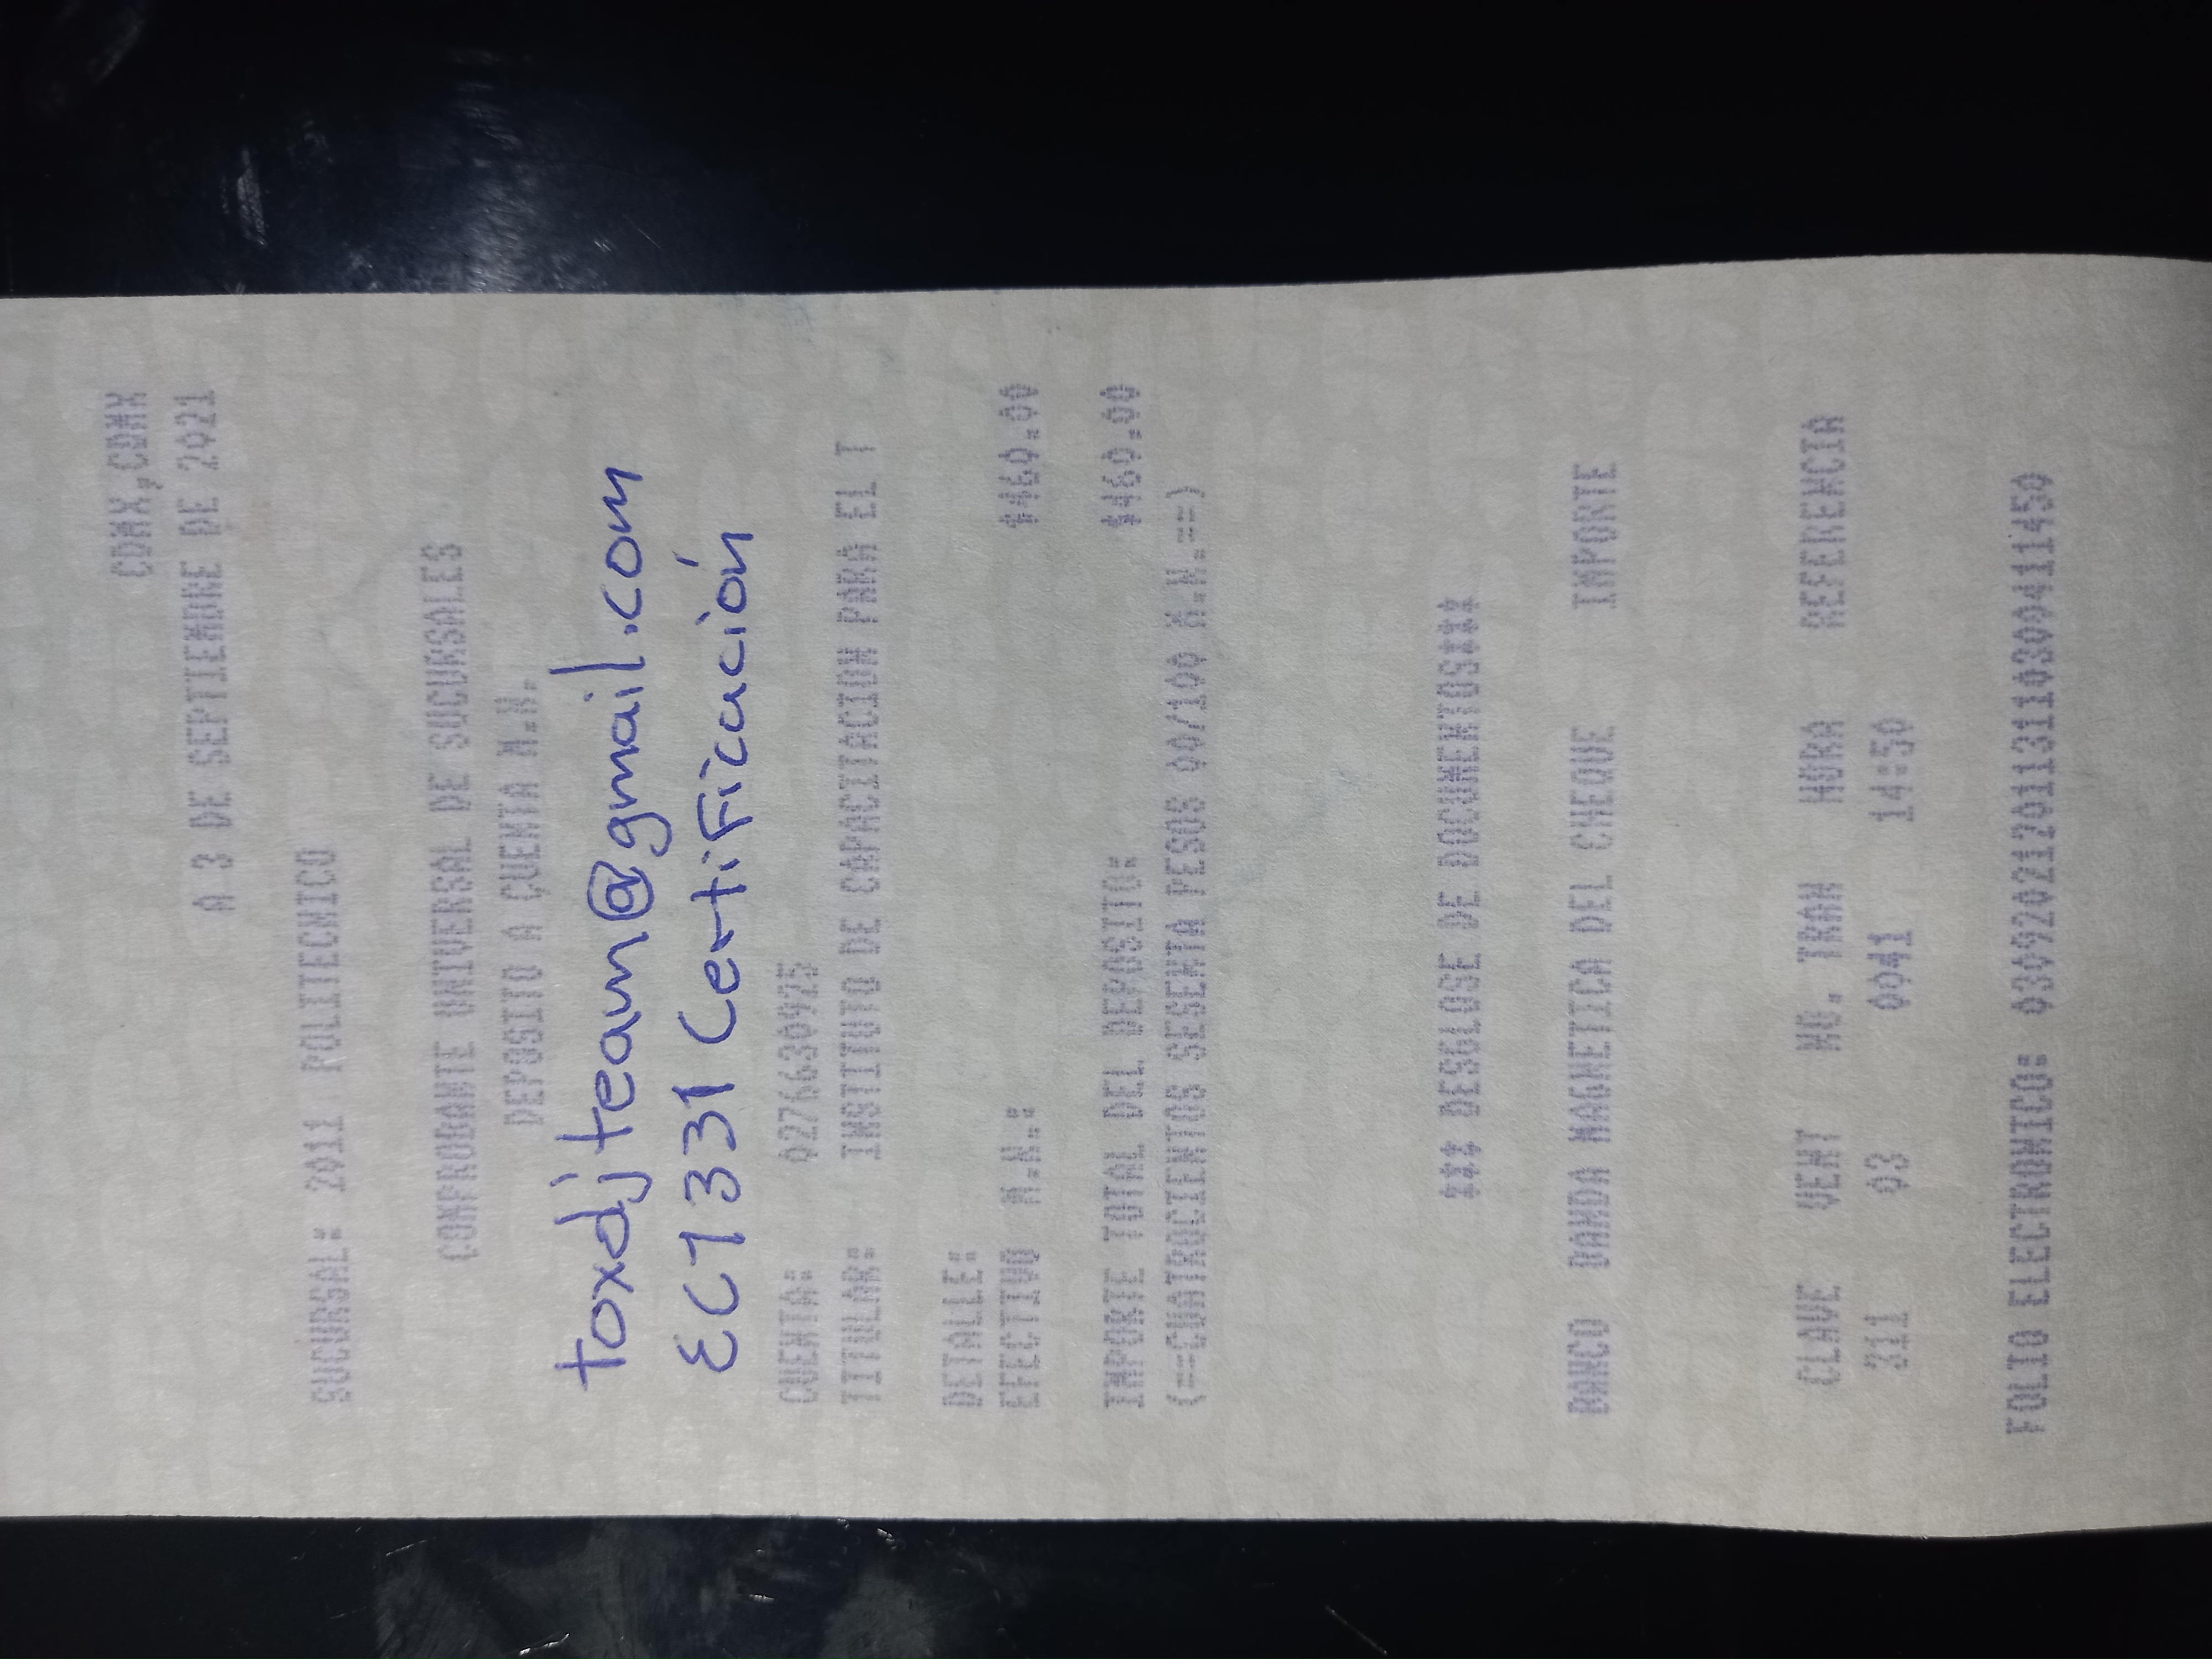 CDMX,CDMX
A 3 DE SEPTIEMBRE DE 2021
SUCURSAL: 2011 POLITECNICO
COMPROBANTE UNIVERSAL DE SUCURSALES
DEPOSITO A CUENTA M.N.
toxdjteam@gmail.com
EC1331 Certificación
CUENTA: 0276630925
TITULAR: INSTITUTO DE CAPACITACION PARA EL T
DETALLE:
EFECTIVO M.N.: $460.00
IMPORTE TOTAL DEL DEPOSITO: $460.00
(==CUATROCIENTOS SESENTA PESOS 00/100 M.N.==)
*** DESGLOSE DE DOCUMENTOS***
BANCO BANDA MAGNETICA DEL CHEQUE IMPORTE
CLAVE VENT NO. TRAN HORA REFERENCIA
311 03 0041 14:50
FOLIO ELECTRONICO: 0309202120113110300411450